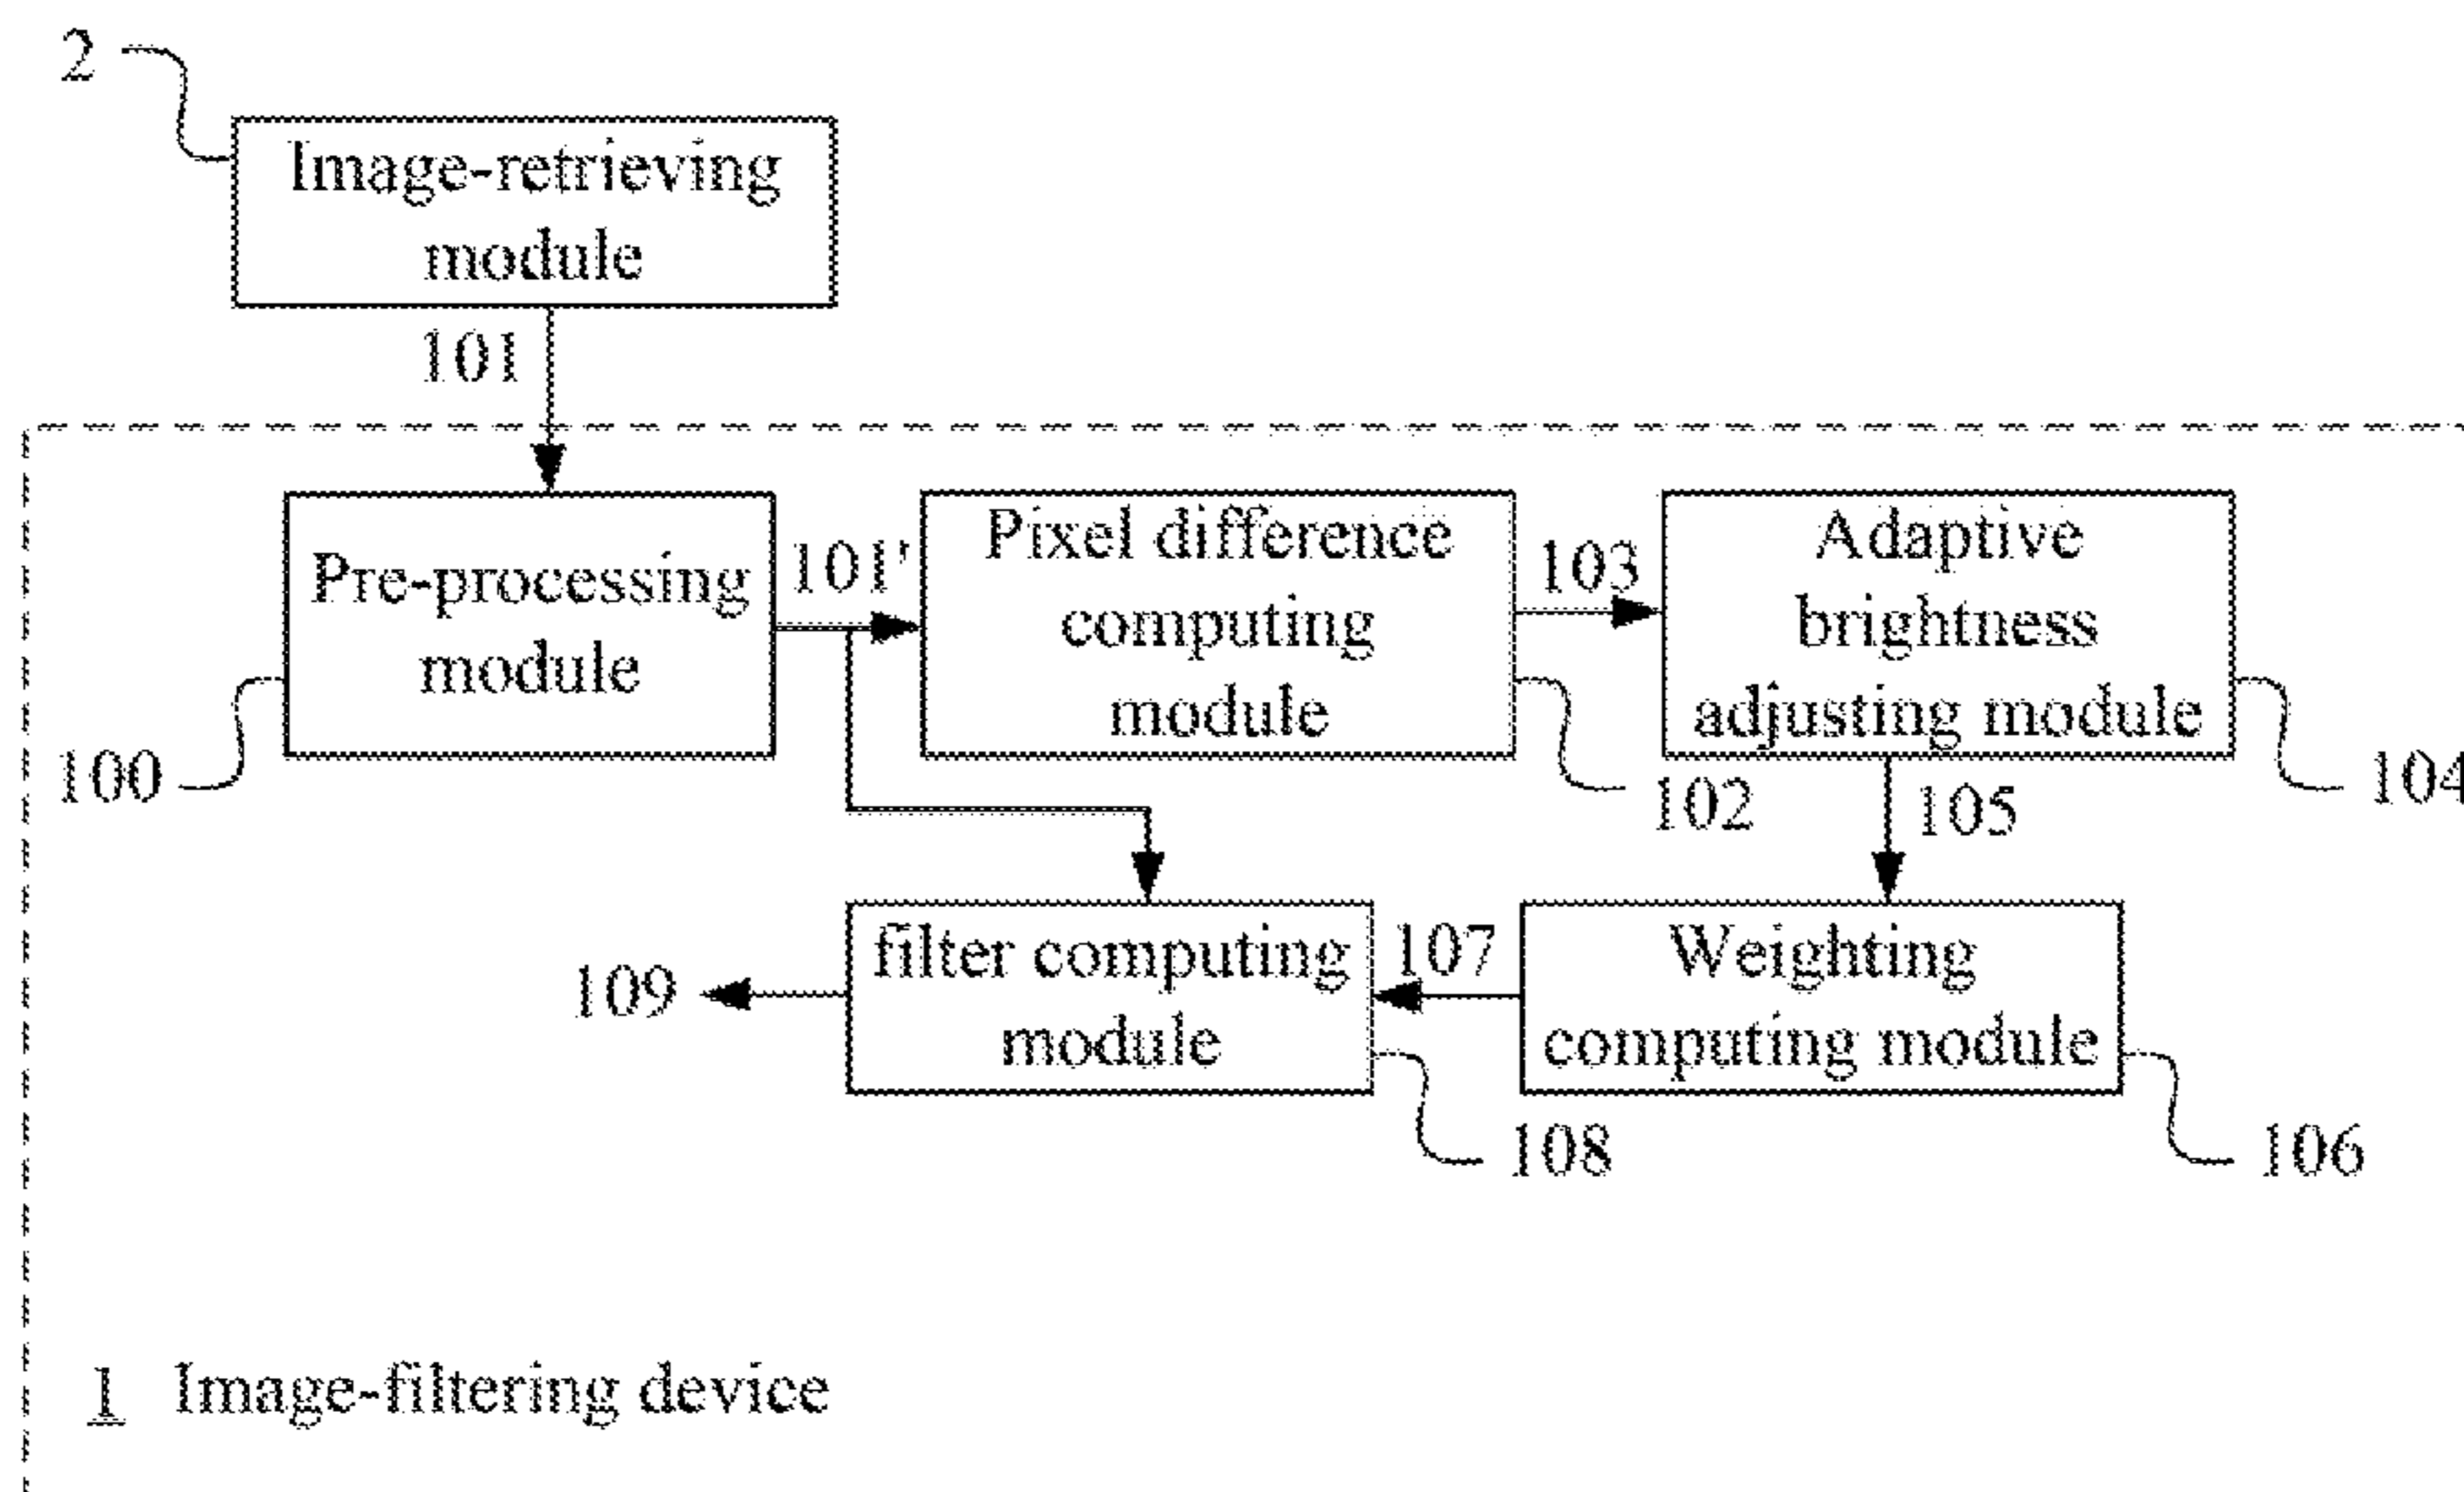 2
Image-retrieving
module
101
Pre-processing
module
101'
Pixel difference
computing
module
103
Adaptive
brightness
adjusting module
100
102
105
104
109
filter computing
module
107
Weighting
computing module
108
106
1 Image-filtering device